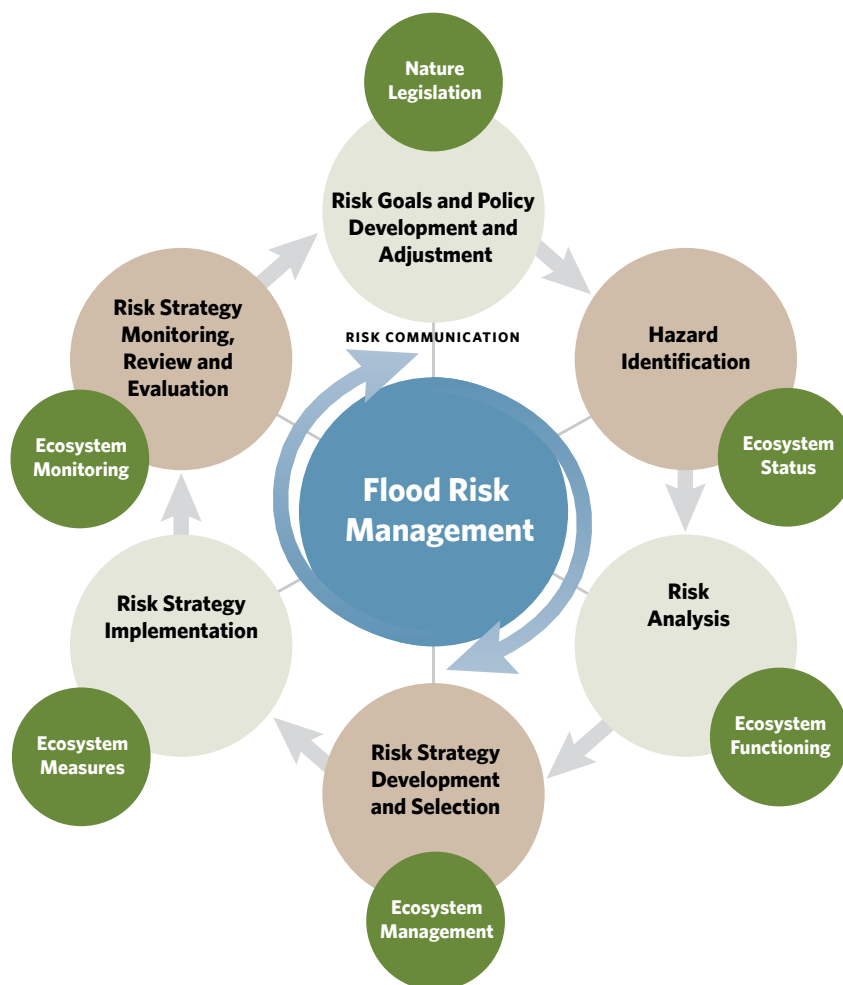 Nature
Legislation
Risk Goals and Policy
Development and
Adjustment
Risk Strategy
Monitoring,
Review and
Evaluation
RISK COMMUNICATION
Hazard
Identification
Ecosystem
Monitoring
Ecosystem
Status
Flood Risk
Management
Risk Strategy
Implementation
Risk
Analysis
Ecosystem
Measures
Ecosystem
Functioning
Risk Strategy
Development
and Selection
Ecosystem
Management